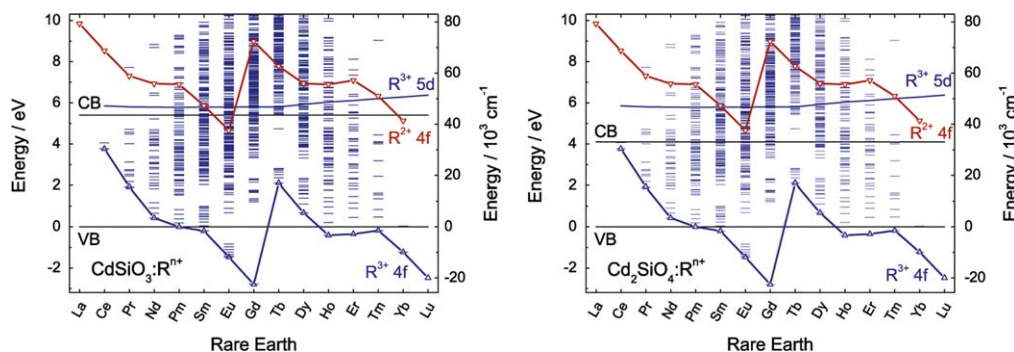 10
8
6
4
2
0
-2
Energy / eV
CB
VB
CdSiO3:Rn+
R3+ 5d
R2+ 4f
R3+ 4f
80
60
40
20
0
-20
Energy / 10³ cm⁻¹
La Ce Pr Nd Pm Sm Eu Gd Tb Dy Ho Er Tm Yb Lu
Rare Earth
10
8
6
4
2
0
-2
Energy / eV
CB
VB
Cd2SiO4:Rn+
R3+ 5d
R2+ 4f
R3+ 4f
80
60
40
20
0
-20
Energy / 10³ cm⁻¹
La Ce Pr Nd Pm Sm Eu Gd Tb Dy Ho Er Tm Yb Lu
Rare Earth